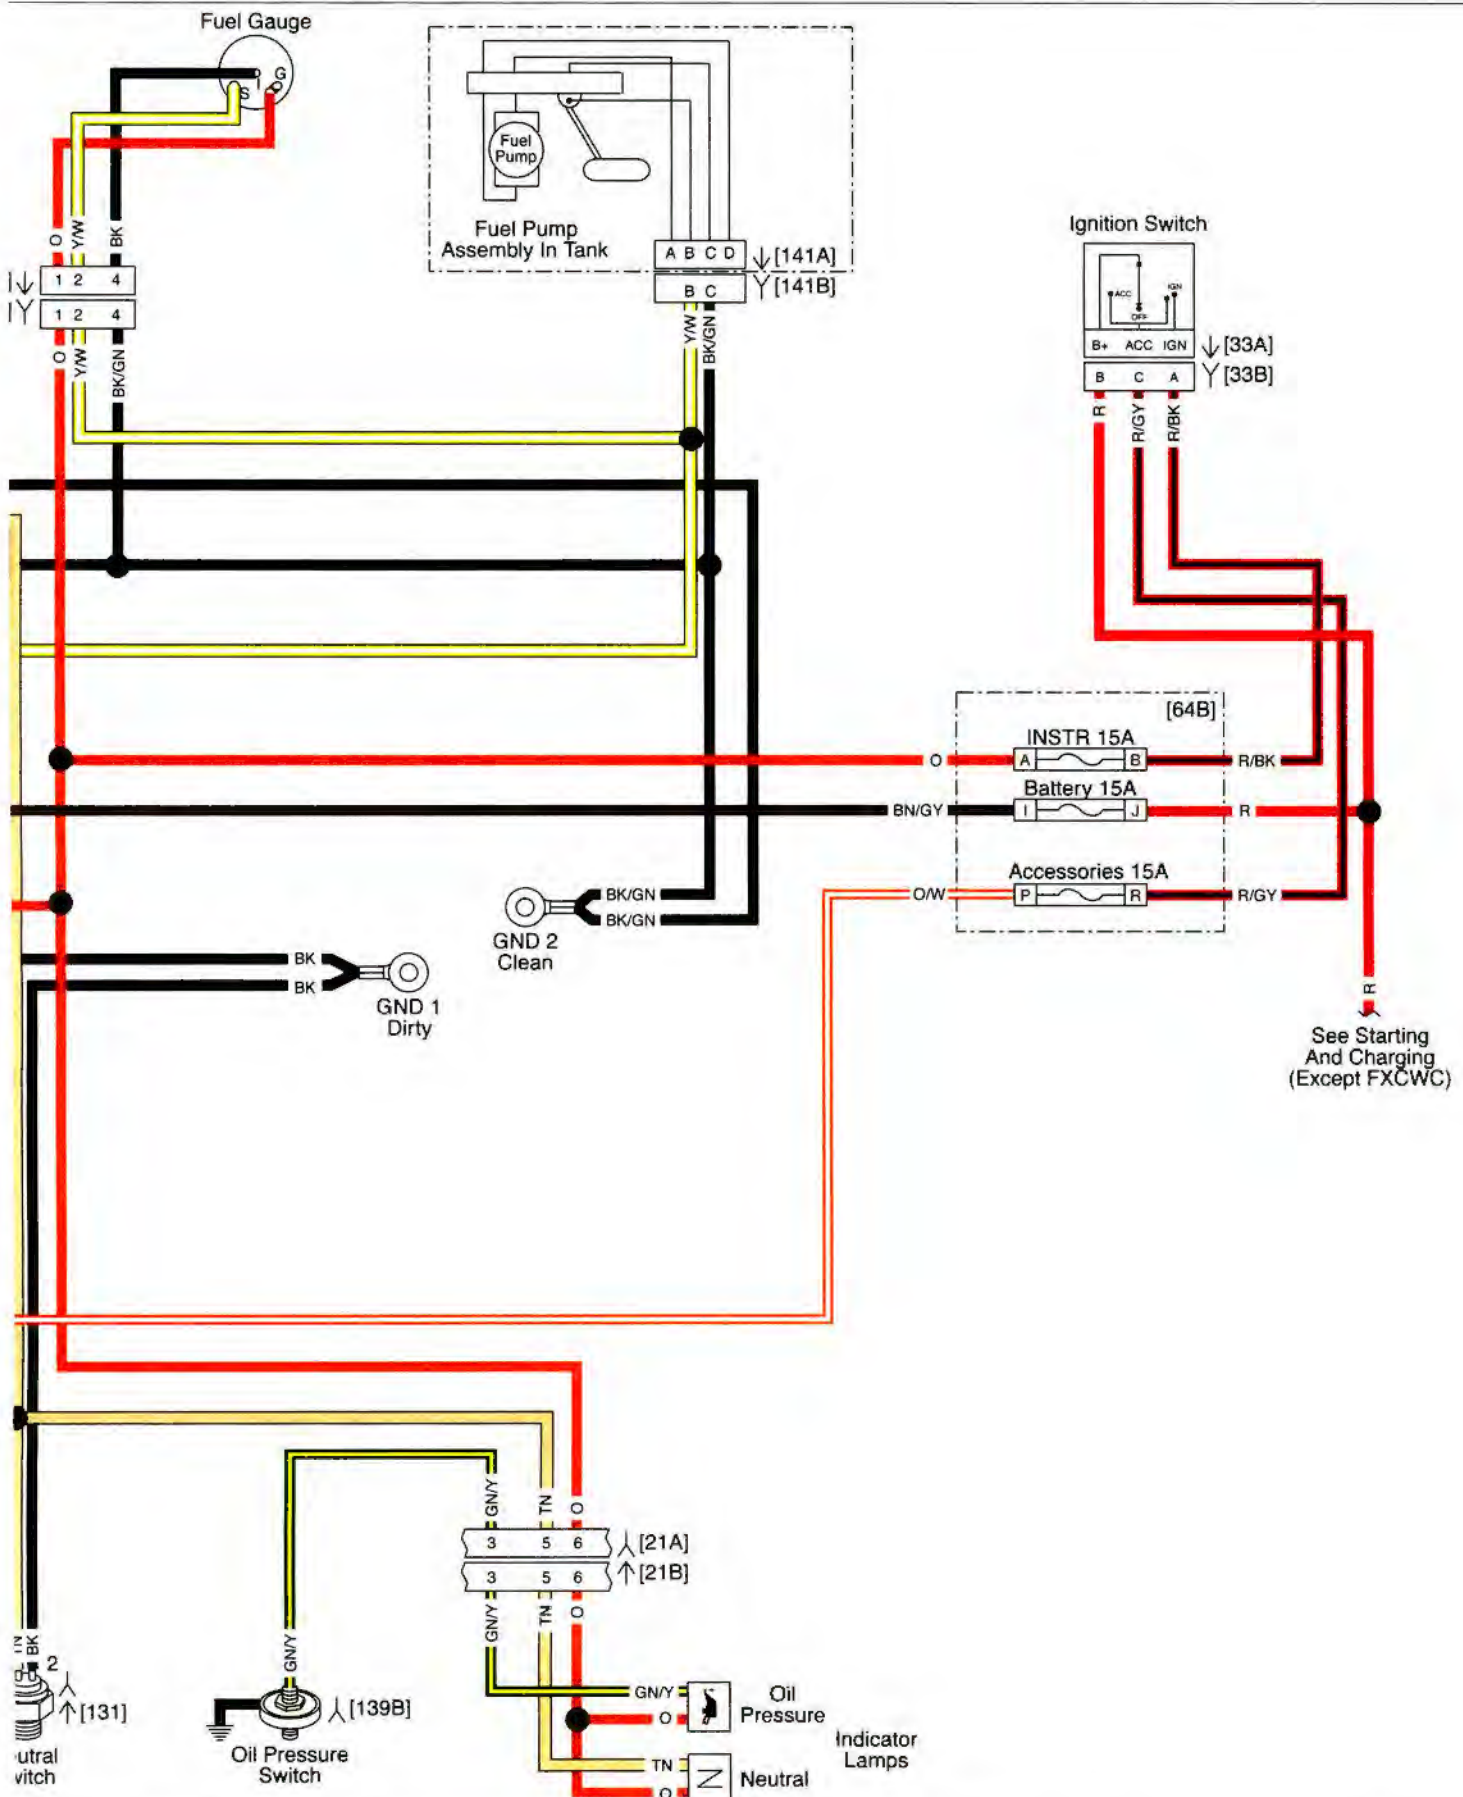 Fuel Gauge
G
S
I
Fuel
Pump
Fuel Pump
Assembly In Tank
A B C D
[141A]
B C
[141B]
O
Y/W
BK
1 2 4
1 2 4
O
Y/W
BK/GN
Y/W
BK/GN
Ignition Switch
ACC
IGN
OFF
B+ ACC IGN
[33A]
B C A
[33B]
R
R/GY
R/BK
[64B]
INSTR 15A
O
A
B
R/BK
Battery 15A
BN/GY
I
J
R
Accessories 15A
O/W
P
R
R/GY
BK/GN
BK/GN
GND 2
Clean
BK
BK
GND 1
Dirty
R
See Starting
And Charging
(Except FXCWC)
GN/Y
TN
O
3 5 6
[21A]
3 5 6
[21B]
GN/Y
TN
O
TN
BK
2
[131]
utral
witch
GN/Y
[139B]
Oil Pressure
Switch
GN/Y
O
Oil
Pressure
Indicator
Lamps
TN
N
Neutral
O